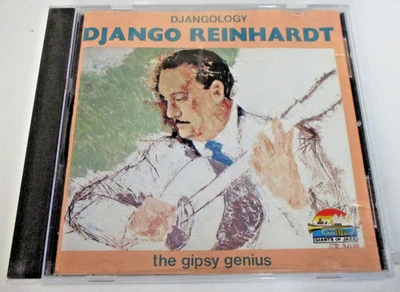 DJANGOLOGY
DJANGO REINHARDT
the gipsy genius
GIANTS OF JAZZ